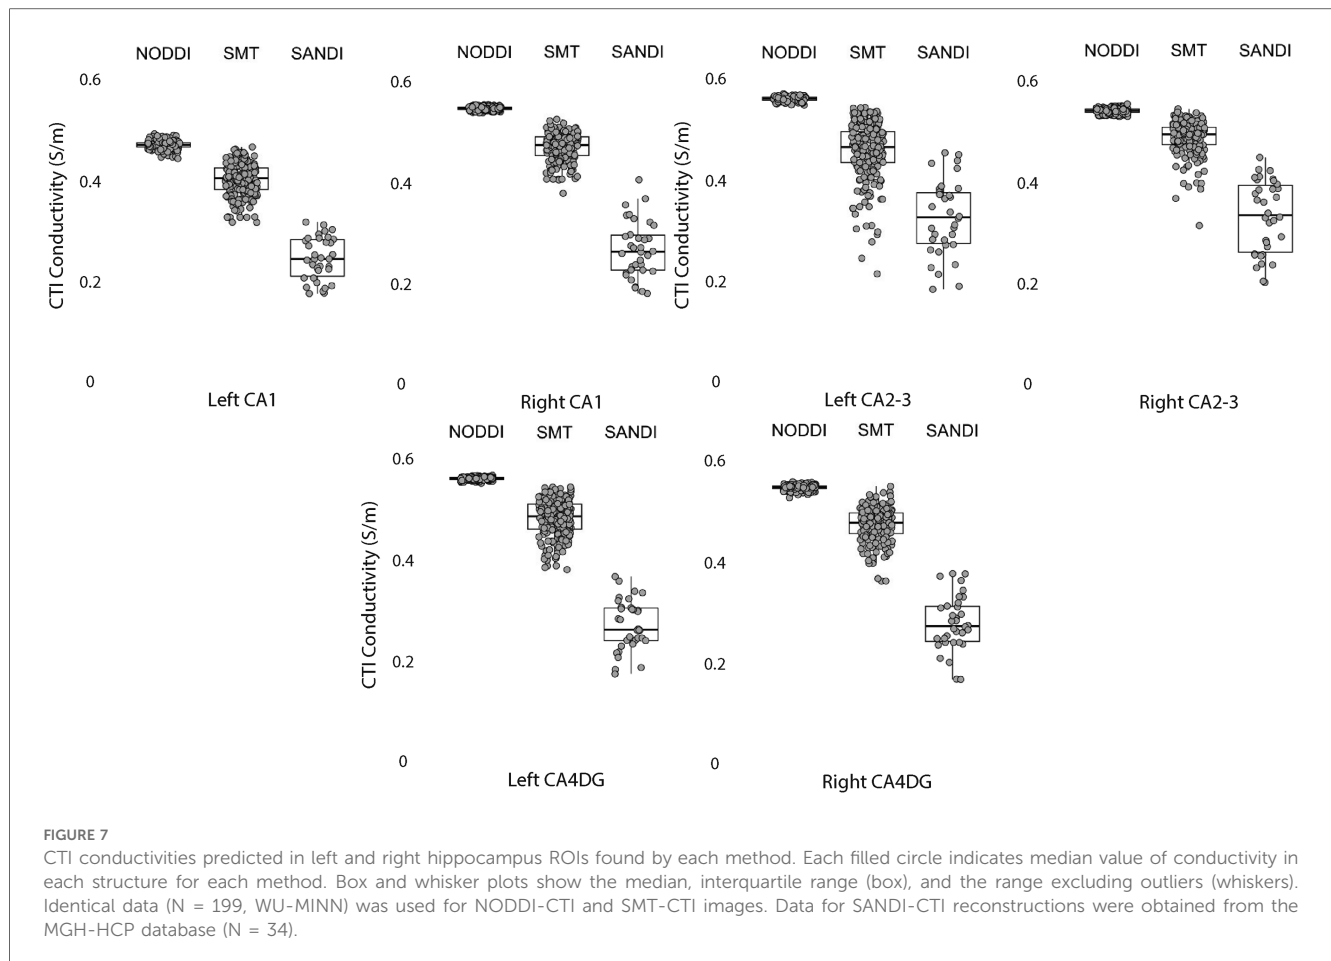 NODDI SMT SANDI
0.6
0.4
0.2
0
CTI Conductivity (S/m)
Left CA1
NODDI SMT SANDI
0.6
0.4
0.2
0
Right CA1
NODDI SMT SANDI
0.6
0.4
0.2
0
CTI Conductivity (S/m)
Left CA2-3
NODDI SMT SANDI
0.6
0.4
0.2
0
Right CA2-3
NODDI SMT SANDI
0.6
0.4
0.2
0
CTI Conductivity (S/m)
Left CA4DG
NODDI SMT SANDI
0.6
0.4
0.2
0
Right CA4DG
FIGURE 7
CTI conductivities predicted in left and right hippocampus ROIs found by each method. Each filled circle indicates median value of conductivity in
each structure for each method. Box and whisker plots show the median, interquartile range (box), and the range excluding outliers (whiskers).
Identical data (N = 199, WU-MINN) was used for NODDI-CTI and SMT-CTI images. Data for SANDI-CTI reconstructions were obtained from the
MGH-HCP database (N = 34).